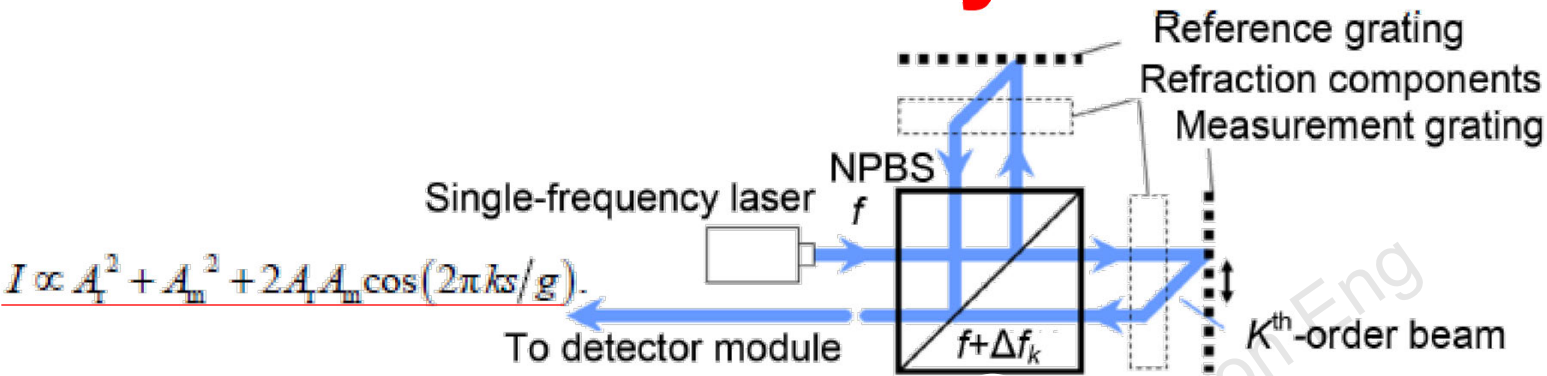 Reference grating
Refraction components
Measurement grating
NPBS
Single-frequency laser
f
I ∝ A_r^2 + A_m^2 + 2A_rA_m cos(2πks/g).
To detector module
f+Δf_k
K^th-order beam